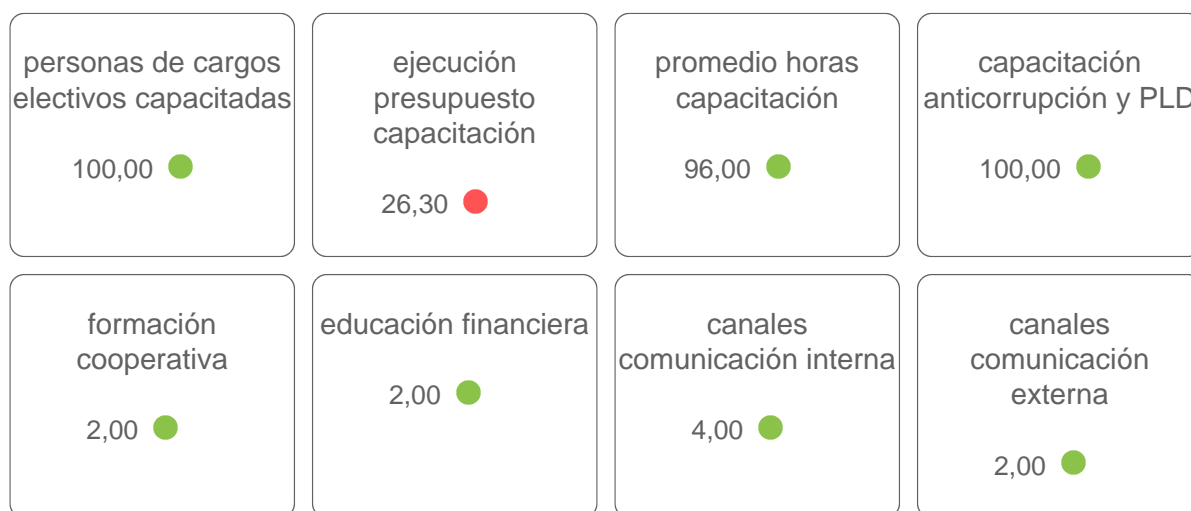 personas de cargos
electivos capacitadas
100,00
ejecución
presupuesto
capacitación
26,30
promedio horas
capacitación
96,00
capacitación
anticorrupción y PLD
100,00
formación
cooperativa
2,00
educación financiera
2,00
canales
comunicación interna
4,00
canales
comunicación
externa
2,00